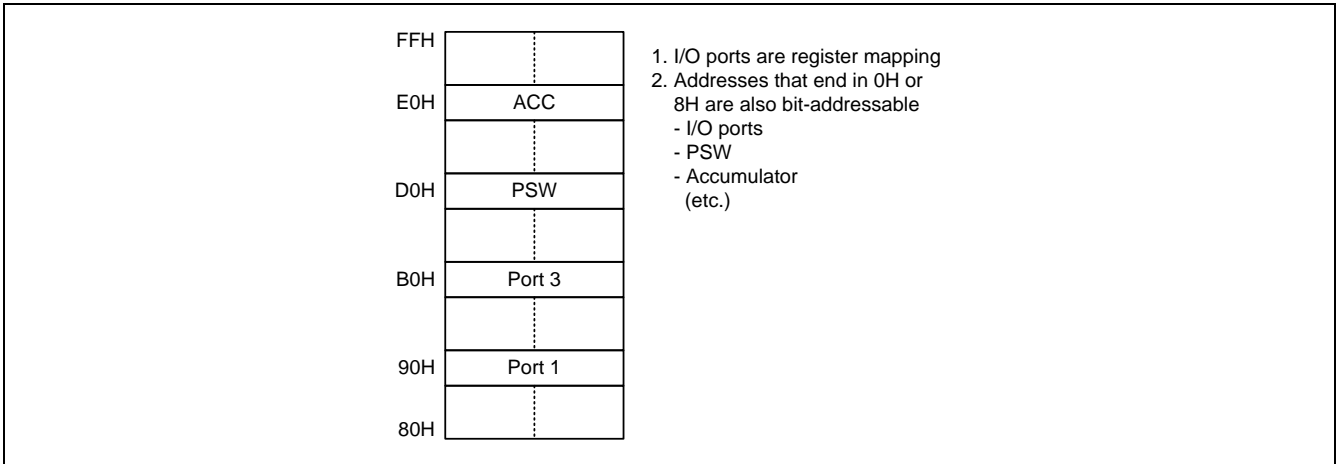 FFH
E0H
ACC
D0H
PSW
B0H
Port 3
90H
Port 1
80H
1. I/O ports are register mapping
2. Addresses that end in 0H or
8H are also bit-addressable
- I/O ports
- PSW
- Accumulator
(etc.)